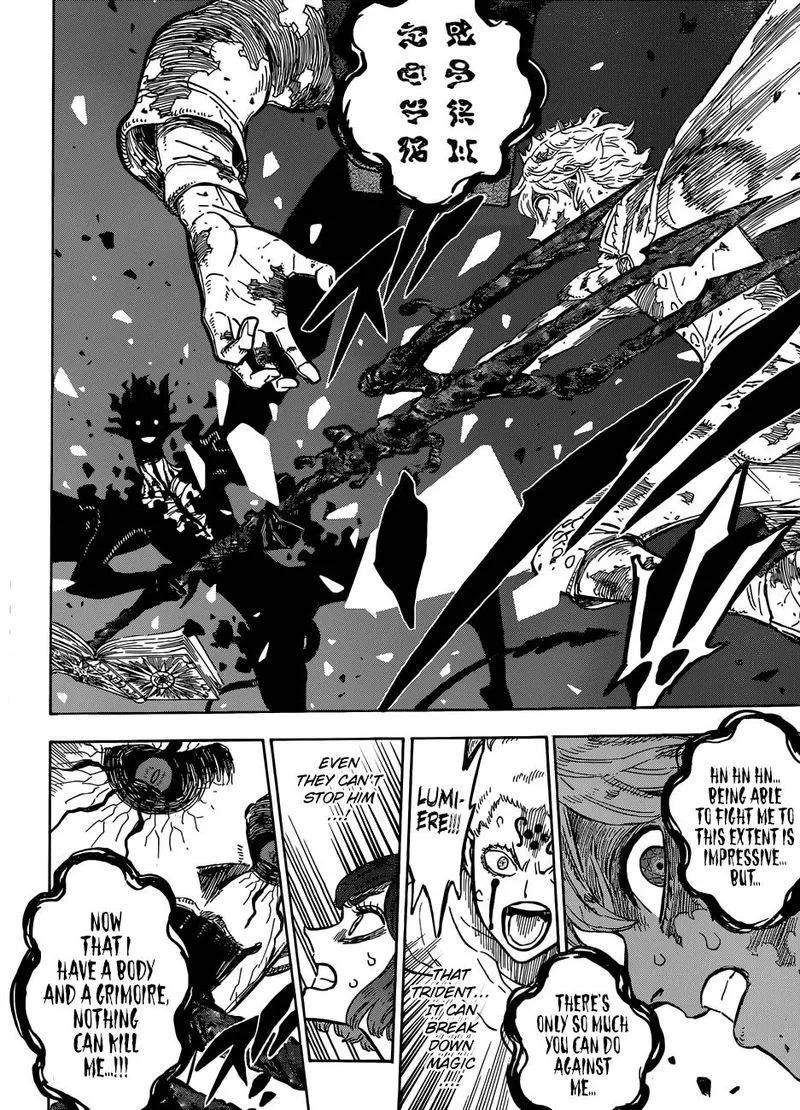 HN HN HN...
BEING ABLE
TO FIGHT ME TO
THIS EXTENT IS
IMPRESSIVE.
BUT...
THERE'S
ONLY SO MUCH
YOU CAN DO
AGAINST
ME...
LUMI-
ERE!!!
THAT
TRIDENT...
IT CAN
BREAK
DOWN
MAGIC
....!!
EVEN
THEY CAN'T
STOP HIM
....!
NOW
THAT I
HAVE A BODY
AND A GRIMOIRE,
NOTHING
CAN KILL
ME...!!!